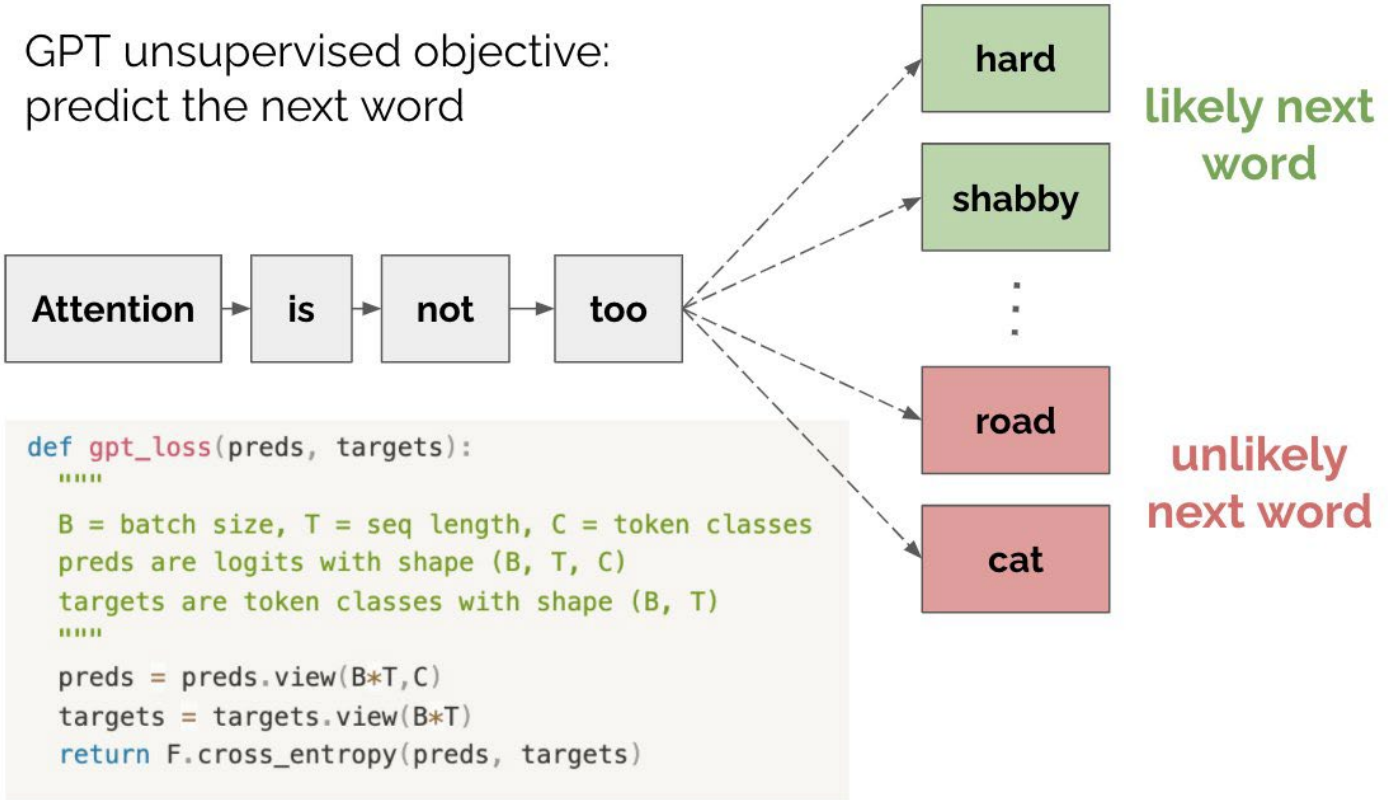 GPT unsupervised objective:
predict the next word
Attention
is
not
too
hard
shabby
road
cat
likely next
word
unlikely
next word
def gpt_loss(preds, targets):
  """
  B = batch size, T = seq length, C = token classes
  preds are logits with shape (B, T, C)
  targets are token classes with shape (B, T)
  """
  preds = preds.view(B*T,C)
  targets = targets.view(B*T)
  return F.cross_entropy(preds, targets)